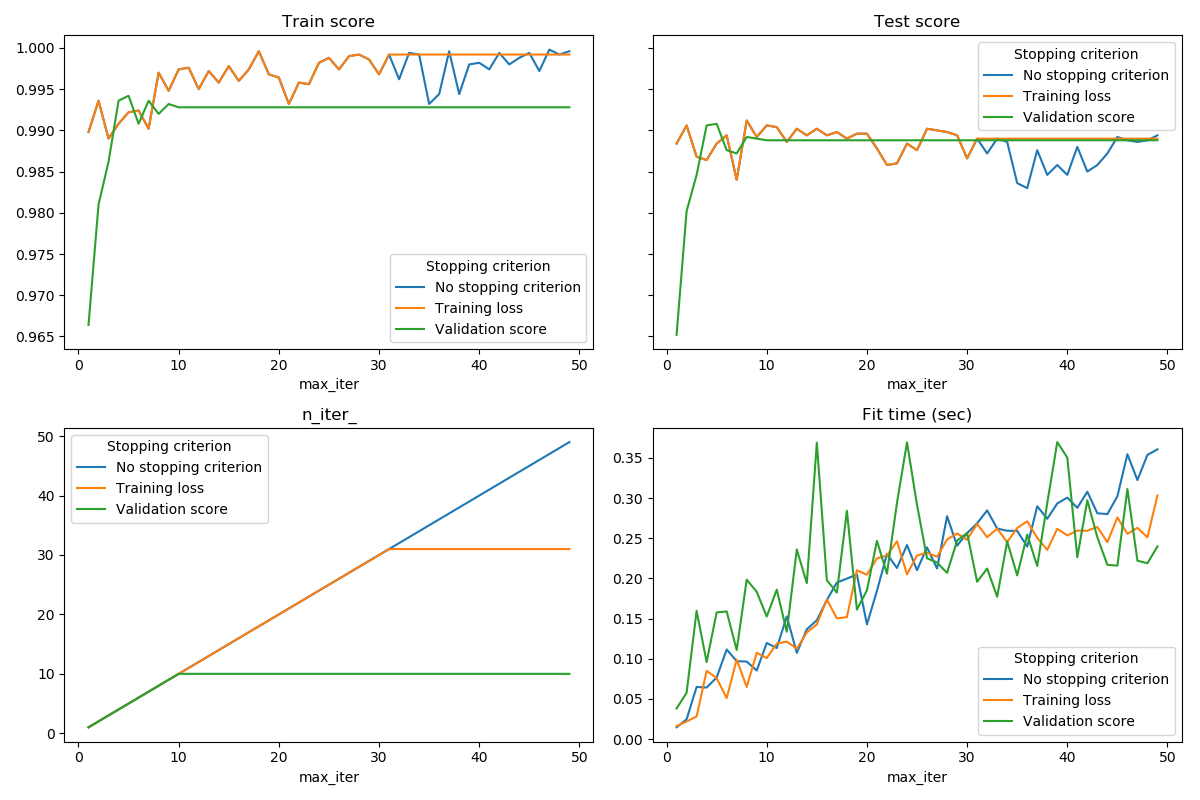 Train score
1.000
0.995
0.990
0.985
0.980
0.975
0.970
0.965
Stopping criterion
No stopping criterion
Training loss
Validation score
0 10 20 30 40 50
max_iter
Test score
Stopping criterion
No stopping criterion
Training loss
Validation score
0 10 20 30 40 50
max_iter
n_iter_
50
40
30
20
10
0
Stopping criterion
No stopping criterion
Training loss
Validation score
0 10 20 30 40 50
max_iter
Fit time (sec)
0.35
0.30
0.25
0.20
0.15
0.10
0.05
0.00
Stopping criterion
No stopping criterion
Training loss
Validation score
0 10 20 30 40 50
max_iter